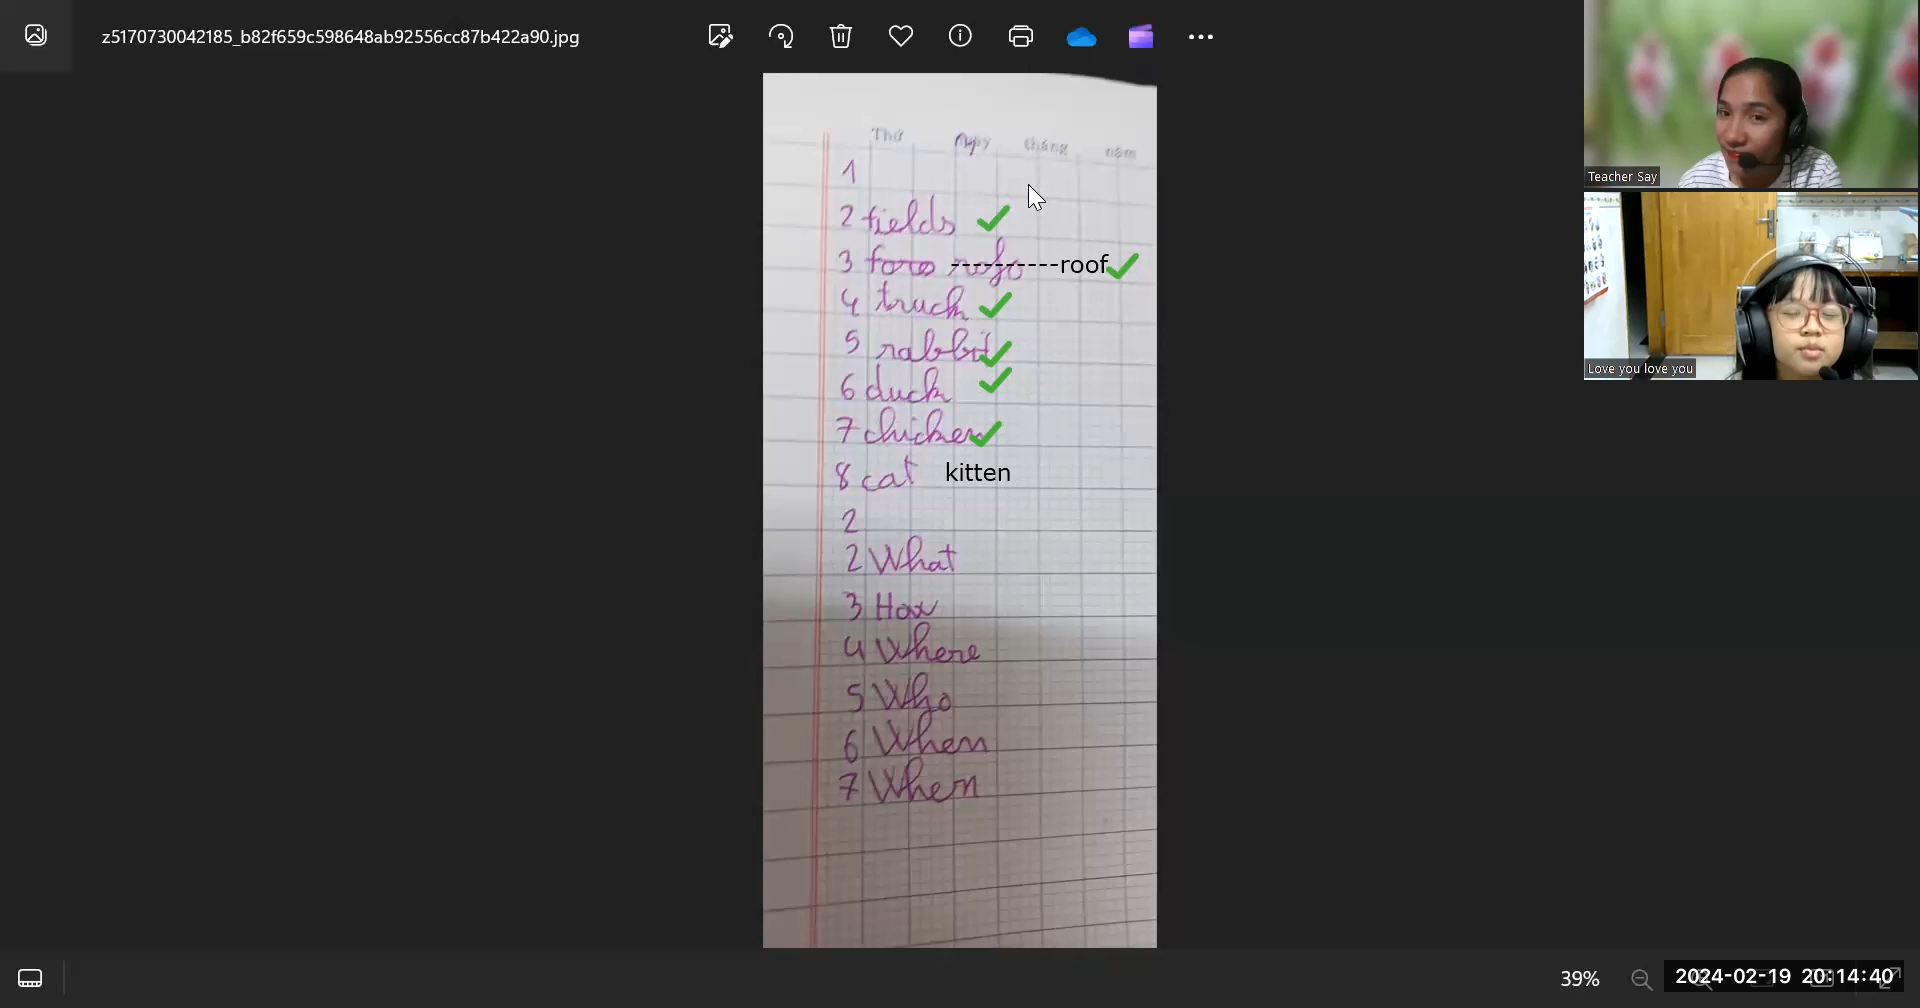 z5170730042185_b82f659c598648ab92556cc87b422a90.jpg
Teacher Say
Love you love you
Thứ Ngày tháng năm
1
2 fields
3 foro rofo -----------roof
4 truck
5 rabbit
6 duck
7 chicken
8 cat kitten
2
2 What
3 How
4 Where
5 Who
6 When
7 When
39%
2024-02-19 20:14:40